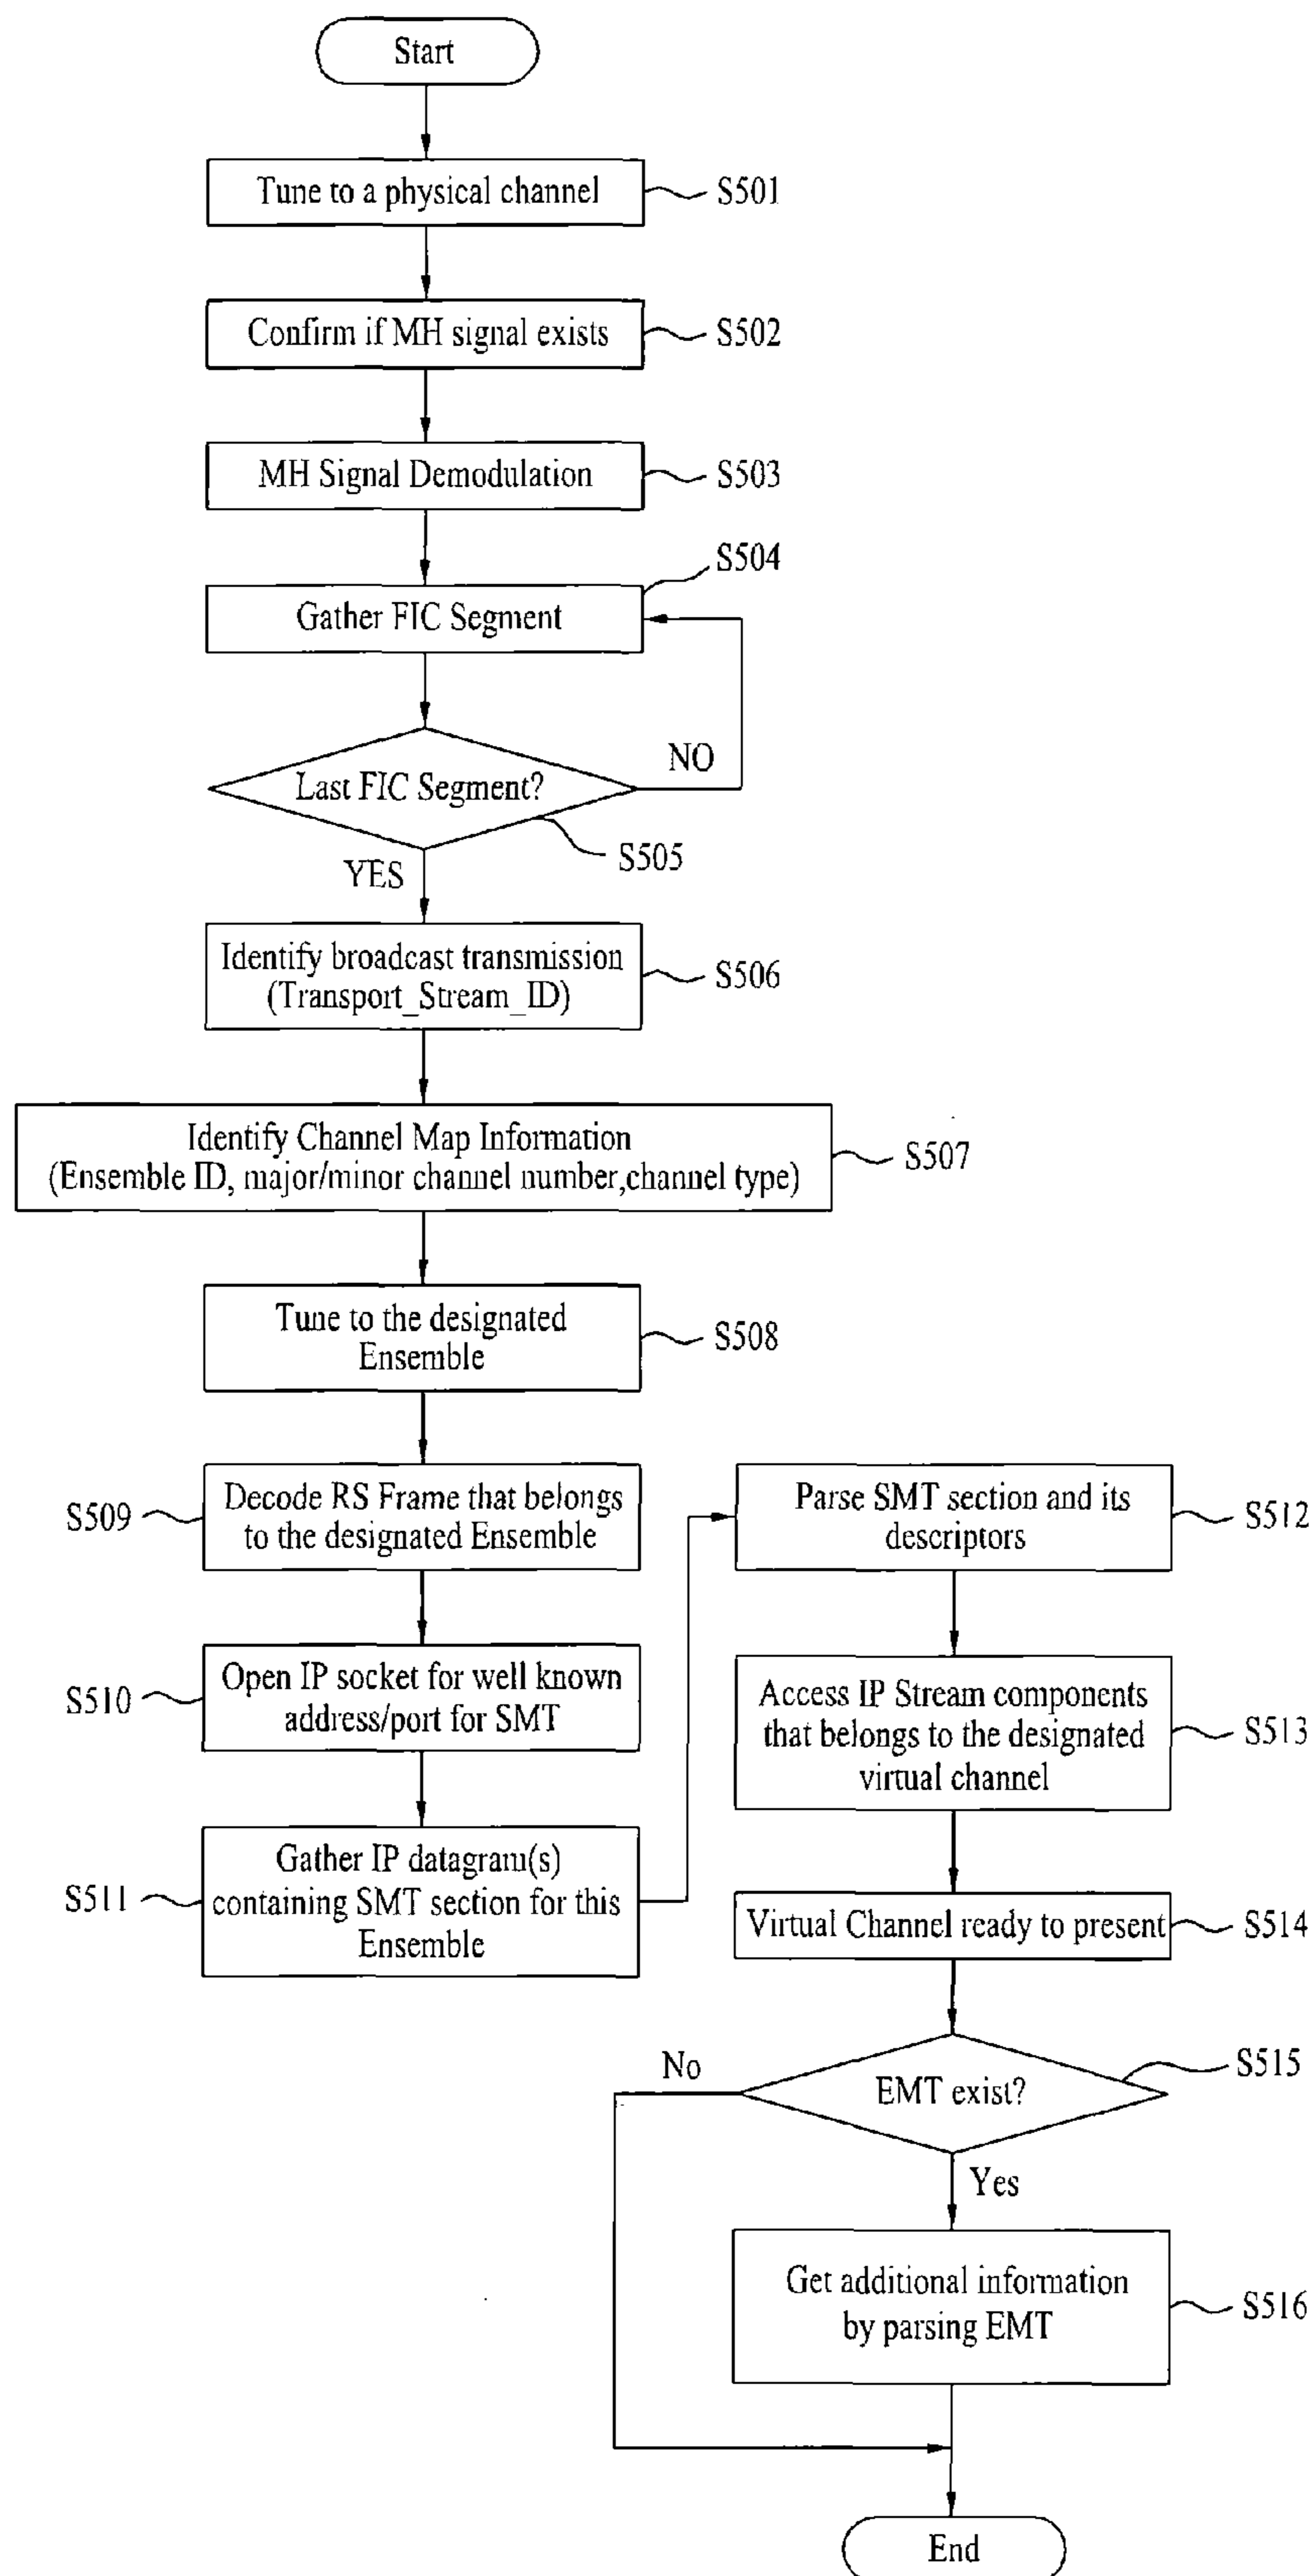 Start
Tune to a physical channel
S501
Confirm if MH signal exists
S502
MH Signal Demodulation
S503
S504
Gather FIC Segment
NO
Last FIC Segment?
S505
YES
Identify broadcast transmission
(Transport_Stream_ID)
S506
Identify Channel Map Information
(Ensemble ID, major/minor channel number,channel type)
S507
Tune to the designated
Ensemble
S508
S509
Decode RS Frame that belongs
to the designated Ensemble
S510
Open IP socket for well known
address/port for SMT
S511
Gather IP datagram(s)
containing SMT section for this
Ensemble
Parse SMT section and its
descriptors
S512
Access IP Stream components
that belongs to the designated
virtual channel
S513
Virtual Channel ready to present
S514
No
EMT exist?
S515
Yes
Get additional information
by parsing EMT
S516
End